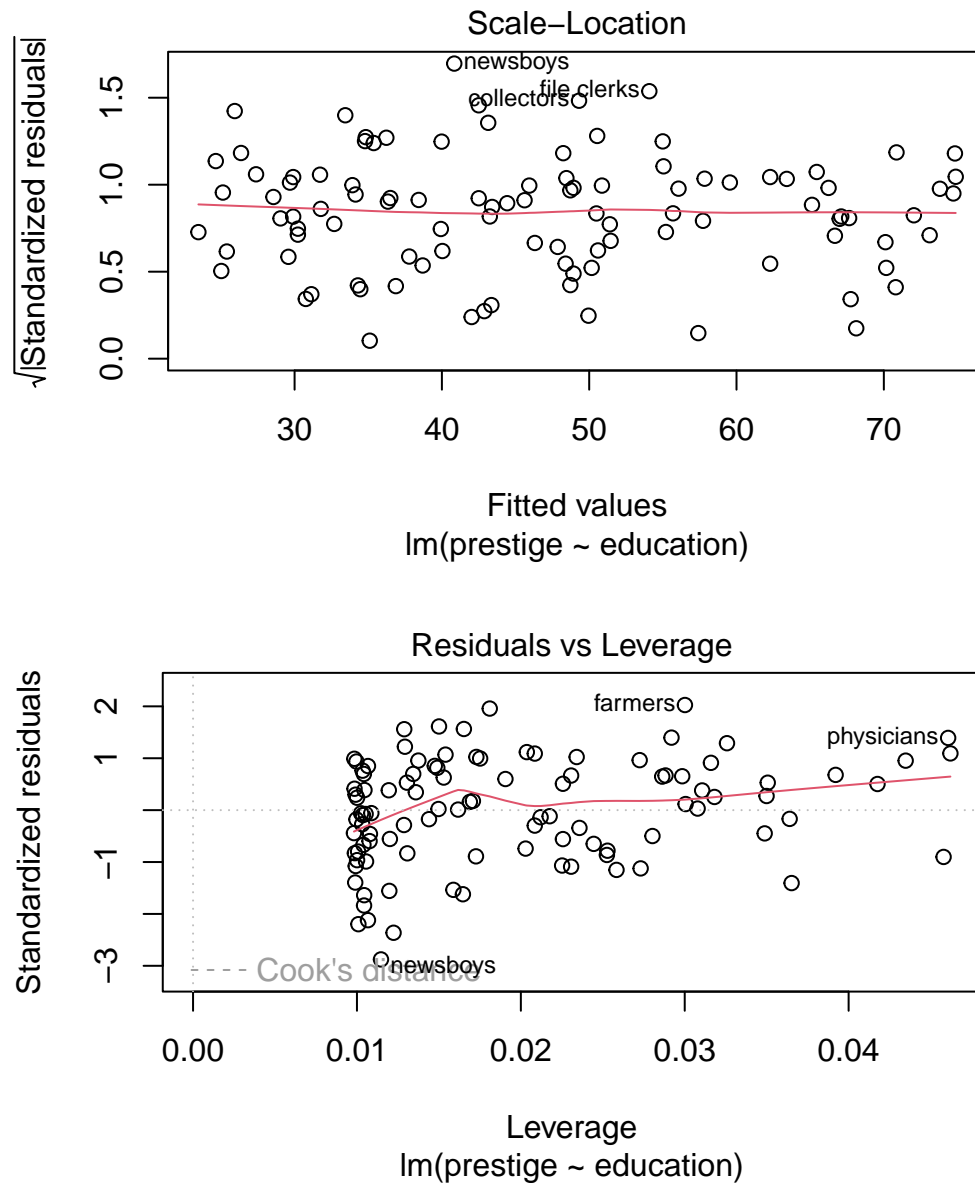 Scale−Location
√|Standardized residuals|
1.5
1.0
0.5
0.0
newsboys
file clerks
collectors
30 40 50 60 70
Fitted values
lm(prestige ~ education)
Residuals vs Leverage
Standardized residuals
2
1
−1
−3
farmers
physicians
newsboys
Cook's distance
0.00 0.01 0.02 0.03 0.04
Leverage
lm(prestige ~ education)